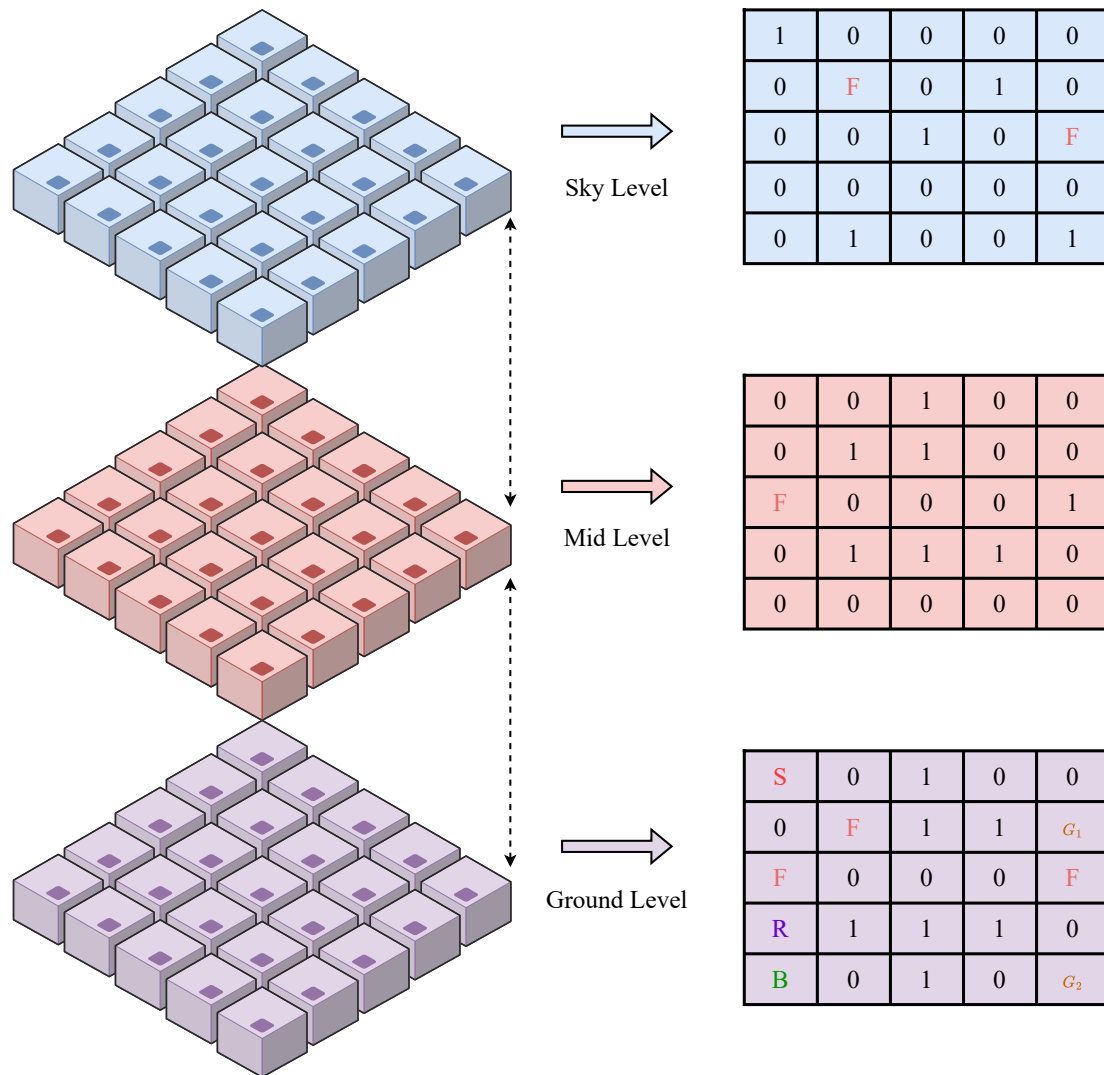 1 0 0 0 0
0 F 0 1 0
0 0 1 0 F
Sky Level
0 0 0 0 0
0 1 0 0 1
0 0 1 0 0
0 1 1 0 0
F 0 0 0 1
Mid Level
0 1 1 1 0
0 0 0 0 0
S 0 1 0 0
0 F 1 1 G₁
F 0 0 0 F
Ground Level
R 1 1 1 0
B 0 1 0 G₂